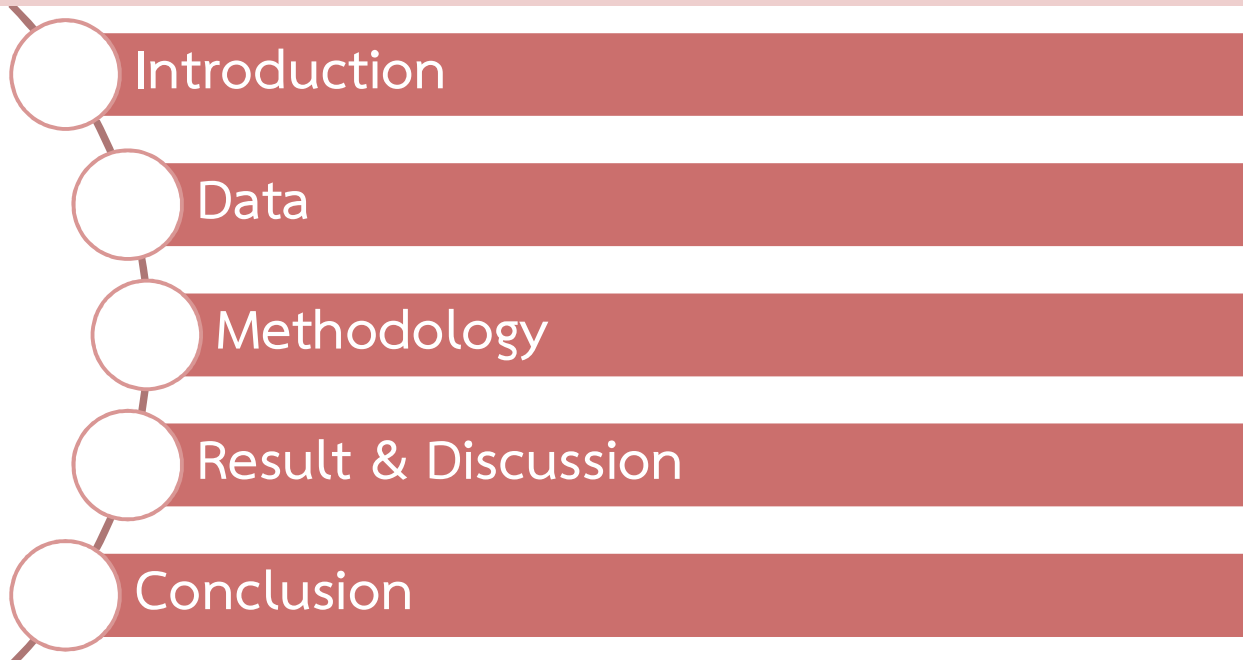 Introduction
Data
Methodology
Result & Discussion
Conclusion